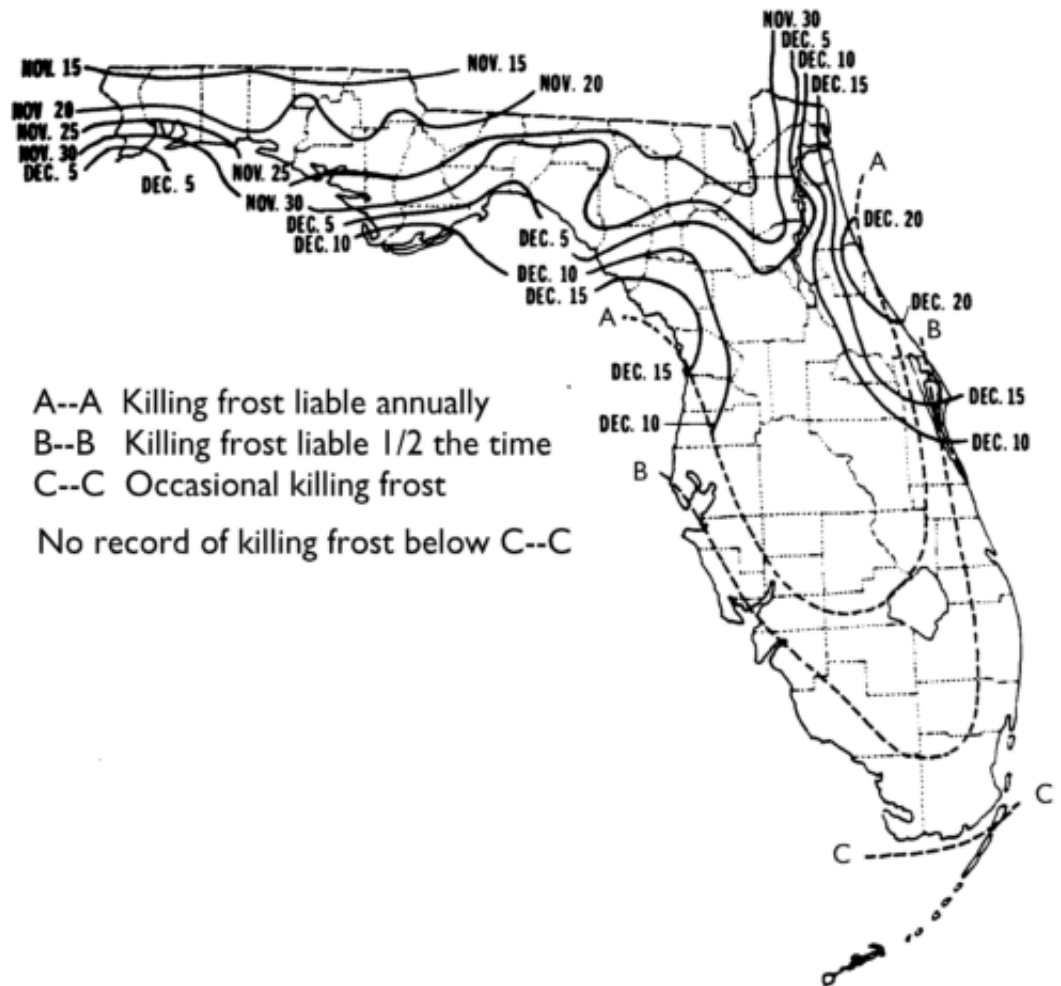 NOV. 30
DEC. 5
DEC. 10
DEC. 15
NOV. 15
NOV. 15
NOV. 20
NOV. 20
NOV. 25
NOV. 30
DEC. 5
DEC. 5
NOV. 25
NOV. 30
DEC. 5
DEC. 10
DEC. 5
DEC. 10
DEC. 15
A
DEC. 20
DEC. 20
A
B
DEC. 15
DEC. 15
DEC. 10
DEC. 10
A--A Killing frost liable annually
B--B Killing frost liable 1/2 the time
C--C Occasional killing frost
No record of killing frost below C--C
B
C
C